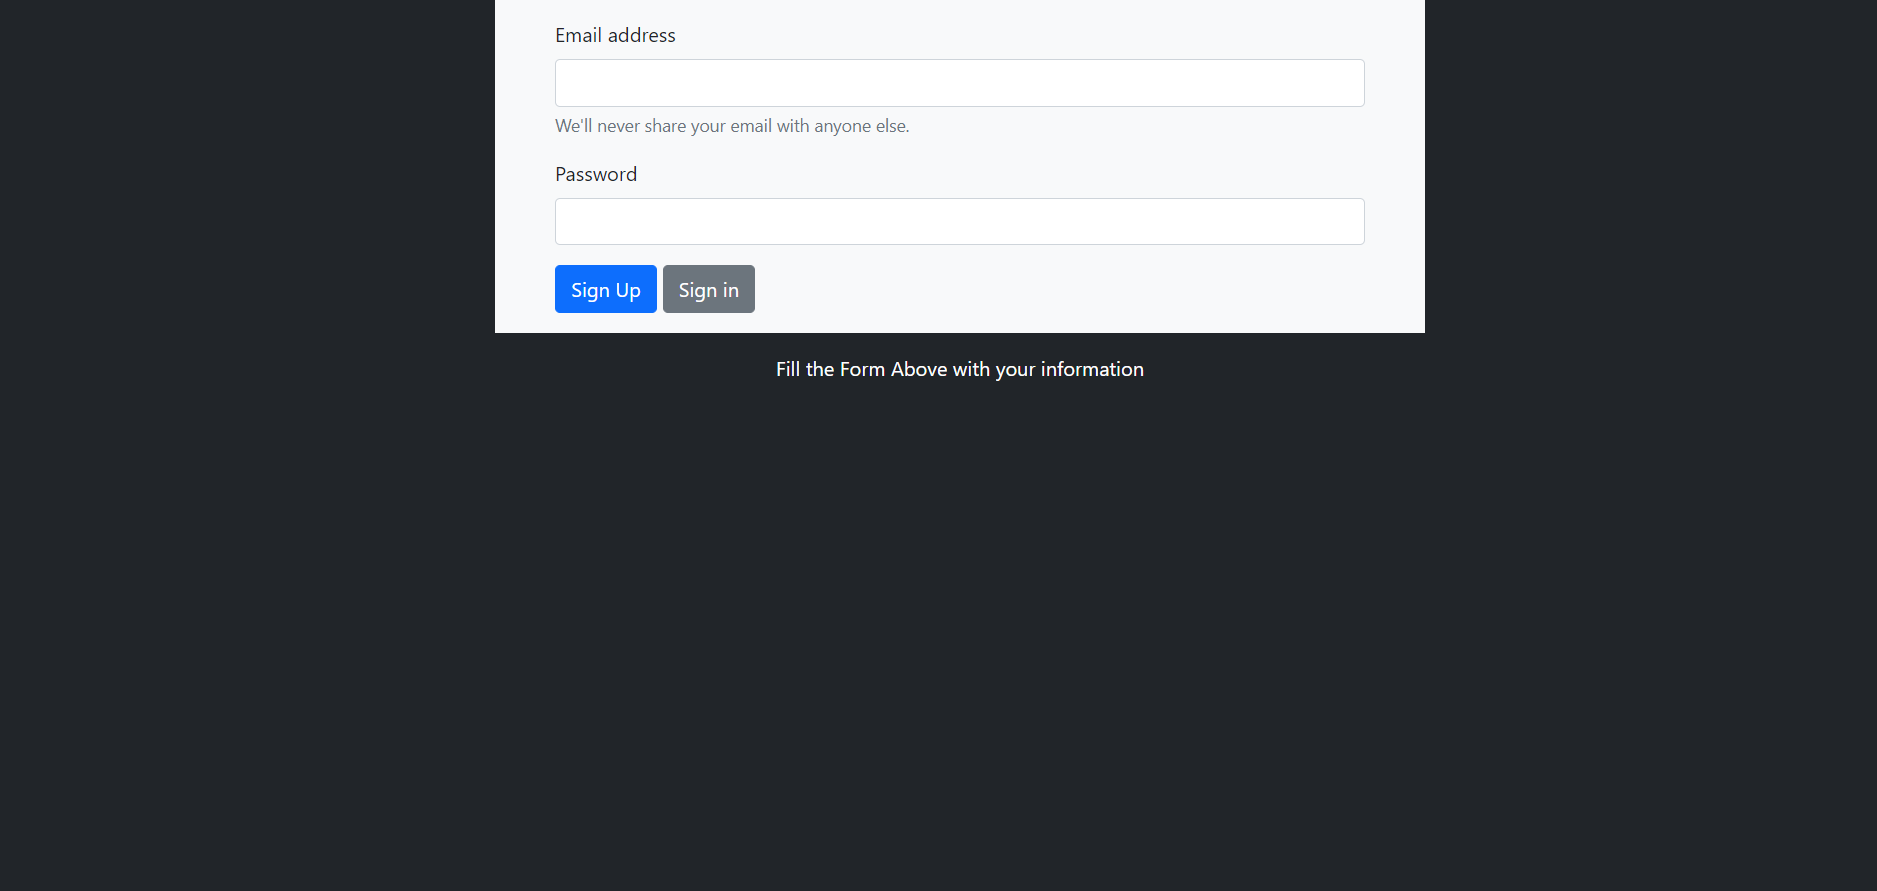 Email address
We'll never share your email with anyone else.
Password
Sign Up Sign in
Fill the Form Above with your information